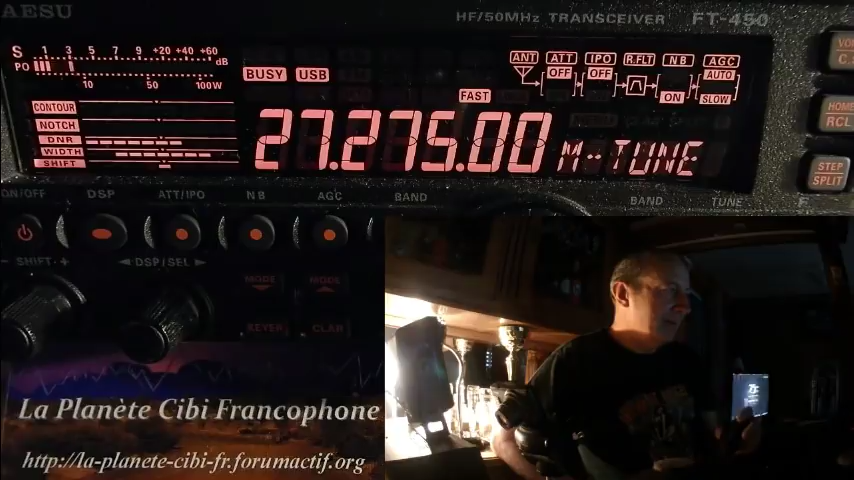 AESU HF/50MHz TRANSCEIVER FT-450
S 1 3 5 7 9 +20 +40 +60 dB
PO 10 50 100W
BUSY USB
ANT ATT IPO R.FLT NB AGC
OFF OFF AUTO
ON SLOW
FAST
CONTOUR
NOTCH
DNR
WIDTH
SHIFT
27.275.00 M-TUNE
HOME
RCL
STEP
SPLIT
ON/OFF DSP ATT/IPO NB AGC BAND BAND TUNE F
SHIFT + ◄DSP/SEL►
MODE MODE
KEYER CLAR
La Planète Cibi Francophone
http://la-planete-cibi-fr.forumactif.org